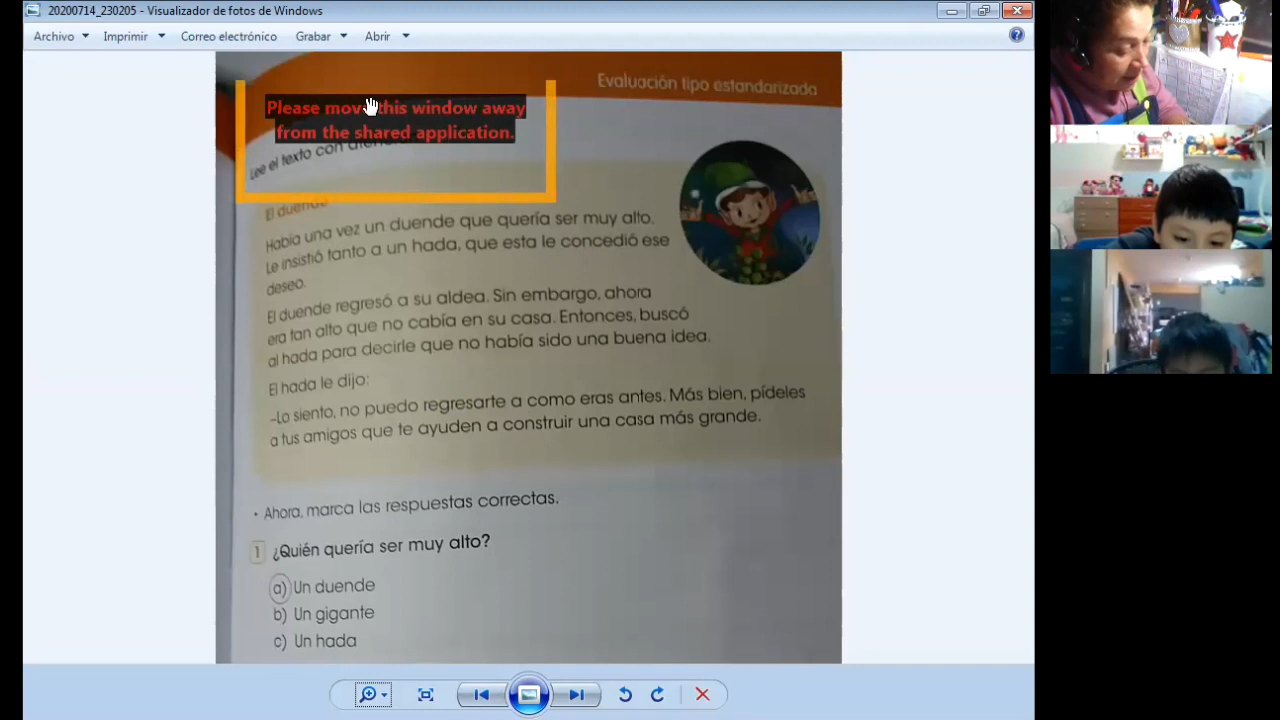 20200714_230205 - Visualizador de fotos de Windows
Archivo Imprimir Correo electrónico Grabar Abrir
Evaluación tipo estandarizada
Please move this window away
from the shared application.
Lee el texto con
El duende
Había una vez un duende que quería ser muy alto.
Le insistió tanto a un hada, que esta le concedió ese
deseo.
El duende regresó a su aldea. Sin embargo, ahora
era tan alto que no cabía en su casa. Entonces, buscó
al hada para decirle que no había sido una buena idea.
El hada le dijo:
–Lo siento, no puedo regresarte a como eras antes. Más bien, pídeles
a tus amigos que te ayuden a construir una casa más grande.
• Ahora, marca las respuestas correctas.
1 ¿Quién quería ser muy alto?
a) Un duende
b) Un gigante
c) Un hada